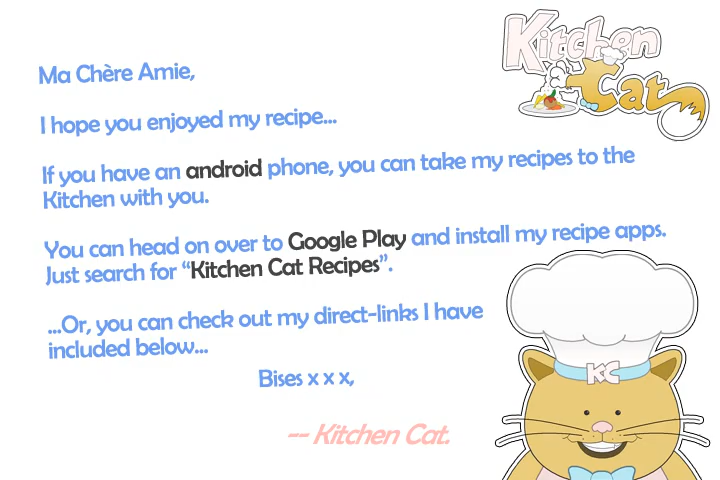 Kitchen
Cat
Ma Chère Amie,
I hope you enjoyed my recipe...
If you have an android phone, you can take my recipes to the
Kitchen with you.
You can head on over to Google Play and install my recipe apps.
Just search for “Kitchen Cat Recipes”.
...Or, you can check out my direct-links I have
included below...
Bises x x x,
-- Kitchen Cat.
KC